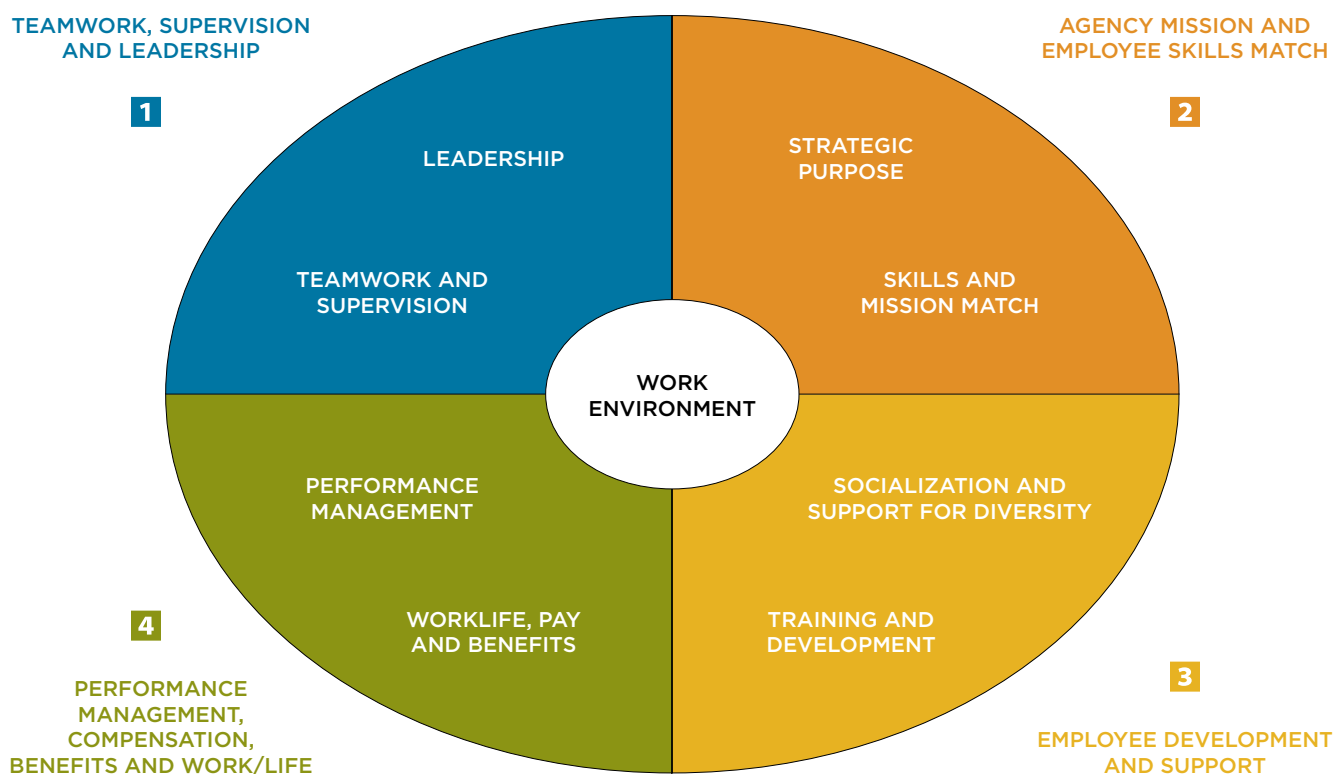 TEAMWORK, SUPERVISION
AND LEADERSHIP
1
AGENCY MISSION AND
EMPLOYEE SKILLS MATCH
2
LEADERSHIP
TEAMWORK AND
SUPERVISION
STRATEGIC
PURPOSE
SKILLS AND
MISSION MATCH
WORK
ENVIRONMENT
PERFORMANCE
MANAGEMENT
WORKLIFE, PAY
AND BENEFITS
SOCIALIZATION AND
SUPPORT FOR DIVERSITY
TRAINING AND
DEVELOPMENT
4
PERFORMANCE
MANAGEMENT,
COMPENSATION,
BENEFITS AND WORK/LIFE
3
EMPLOYEE DEVELOPMENT
AND SUPPORT